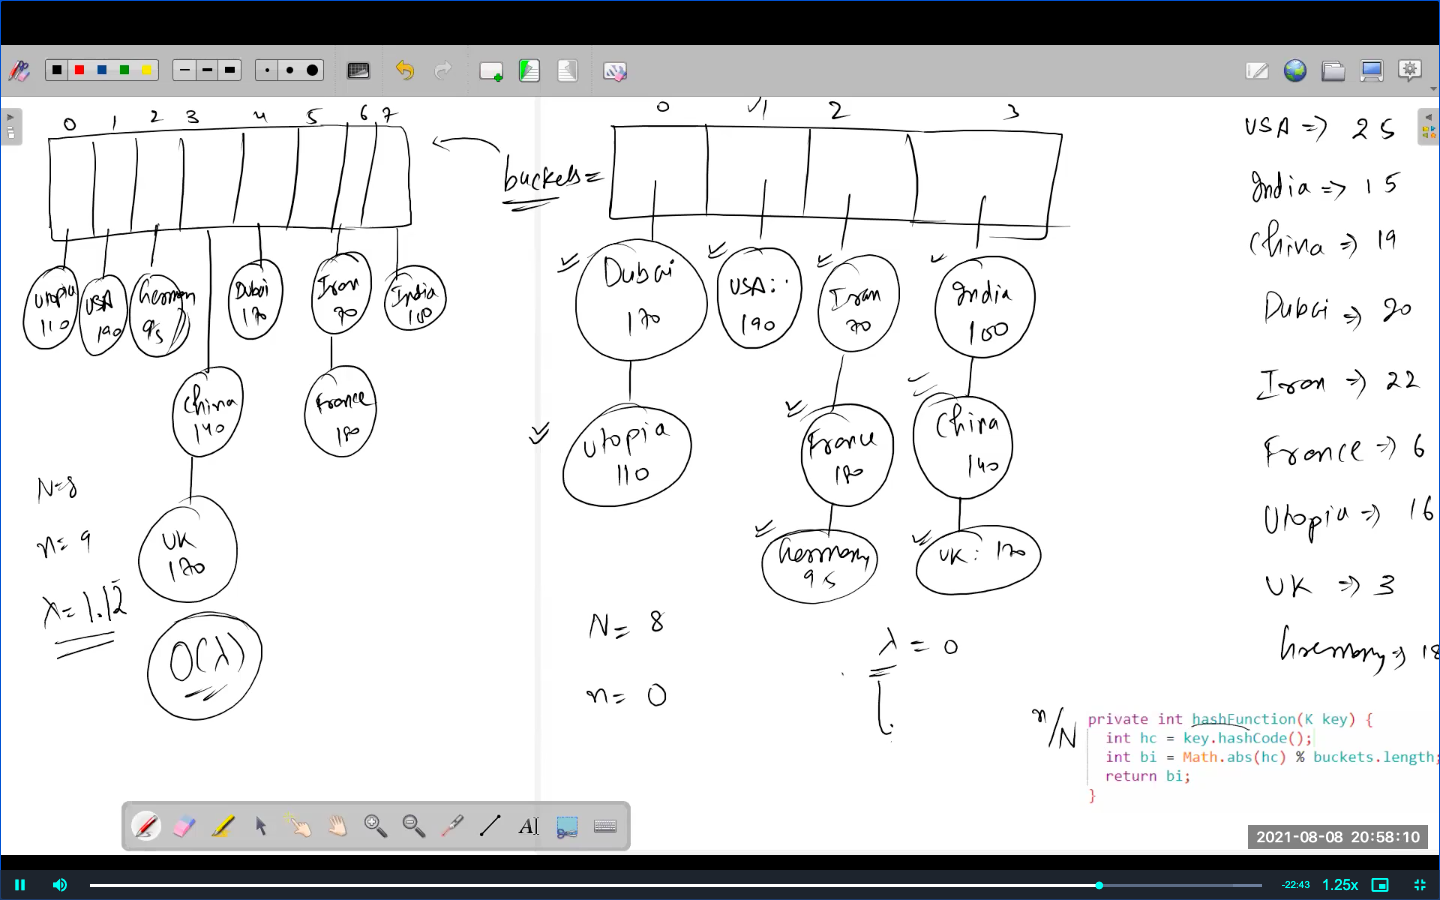 0 1 2 3 4 5 6 7
buckets =
Utopia 110
USA 190
Germany 95
Dubai 170
Iran 70
India 100
China 140
France 180
UK 170
N=8
n=9
λ=1.12
O(λ)
0 1 2 3
Dubai 170
USA: 190
Iran 70
India 100
Utopia 110
France 180
China 140
Germany 95
UK: 170
N= 8
n= 0
λ = 0
USA => 25
India => 15
China => 19
Dubai => 20
Iran => 22
France => 6
Utopia => 16
UK => 3
Germany => 18
n/N
private int hashFunction(K key) {
int hc = key.hashCode();
int bi = Math.abs(hc) % buckets.length;
return bi;
}
AI
2021-08-08 20:58:10
-22:43 1.25x